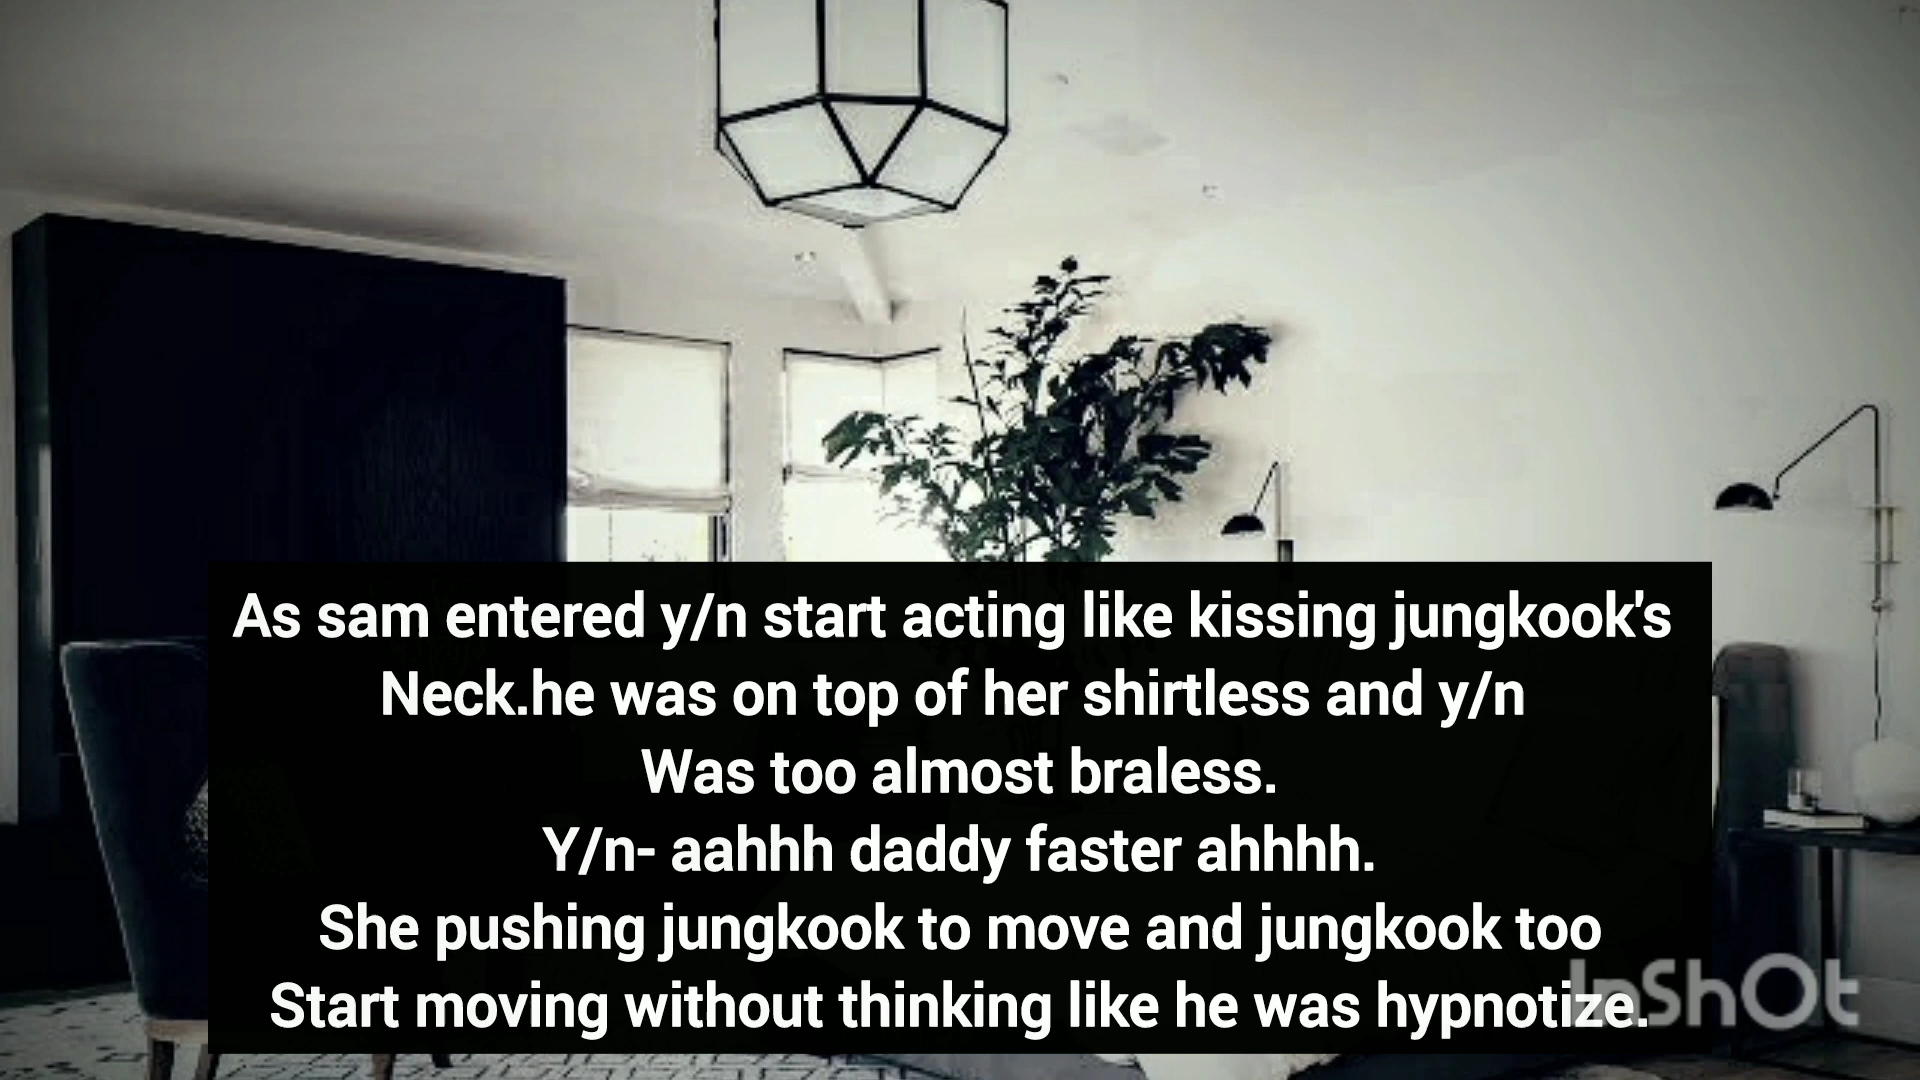 As sam entered y/n start acting like kissing jungkook's
Neck.he was on top of her shirtless and y/n
Was too almost braless.
Y/n- aahhh daddy faster ahhhh.
She pushing jungkook to move and jungkook too
Start moving without thinking like he was hypnotize.
InShOt